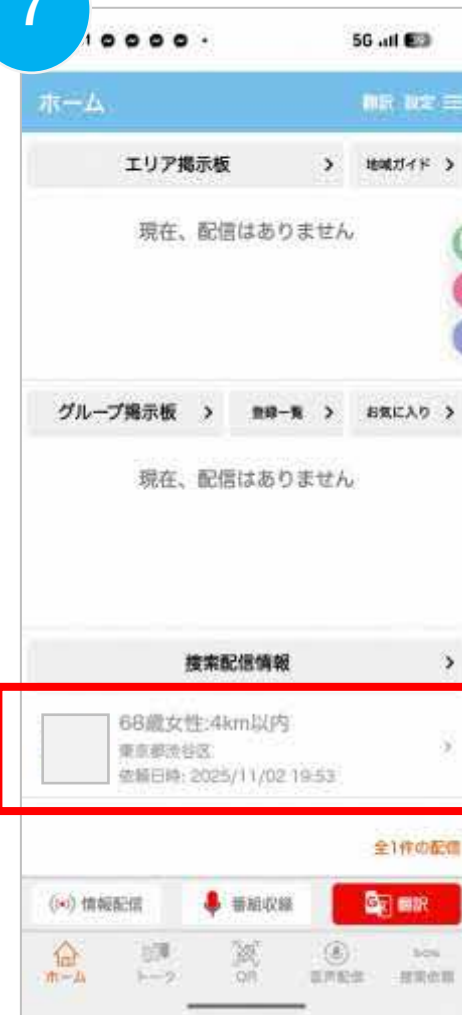 7
5G
ホーム 翻訳 設定
エリア掲示板 > 地域ガイド >
現在、配信はありません
グループ掲示板 > 登録一覧 > お気に入り >
現在、配信はありません
捜索配信情報 >
68歳女性:4km以内
東京都渋谷区
依頼日時: 2025/11/02 19:53
全1件の配信
情報配信 番組収録 翻訳
ホーム トーク QR 音声配信 捜索依頼